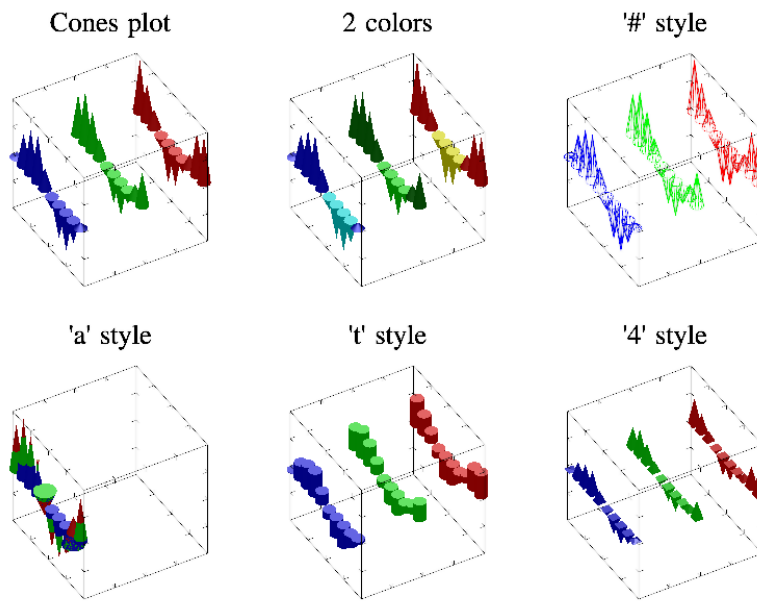 Cones plot
2 colors
'#' style
'a' style
't' style
'4' style